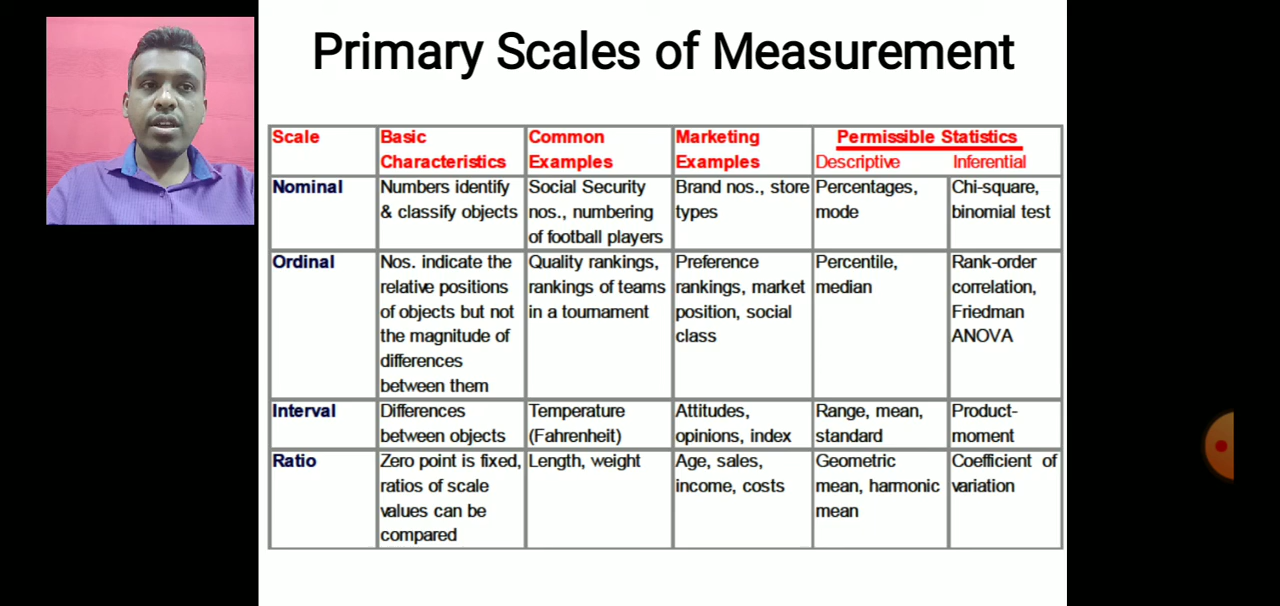 Primary Scales of Measurement
Scale
Basic
Characteristics
Common
Examples
Marketing
Examples
Permissible Statistics
Descriptive Inferential
Nominal
Numbers identify
& classify objects
Social Security
nos., numbering
of football players
Brand nos., store
types
Percentages,
mode
Chi-square,
binomial test
Ordinal
Nos. indicate the
relative positions
of objects but not
the magnitude of
differences
between them
Quality rankings,
rankings of teams
in a tournament
Preference
rankings, market
position, social
class
Percentile,
median
Rank-order
correlation,
Friedman
ANOVA
Interval
Differences
between objects
Temperature
(Fahrenheit)
Attitudes,
opinions, index
Range, mean,
standard
Product-
moment
Ratio
Zero point is fixed,
ratios of scale
values can be
compared
Length, weight
Age, sales,
income, costs
Geometric
mean, harmonic
mean
Coefficient of
variation